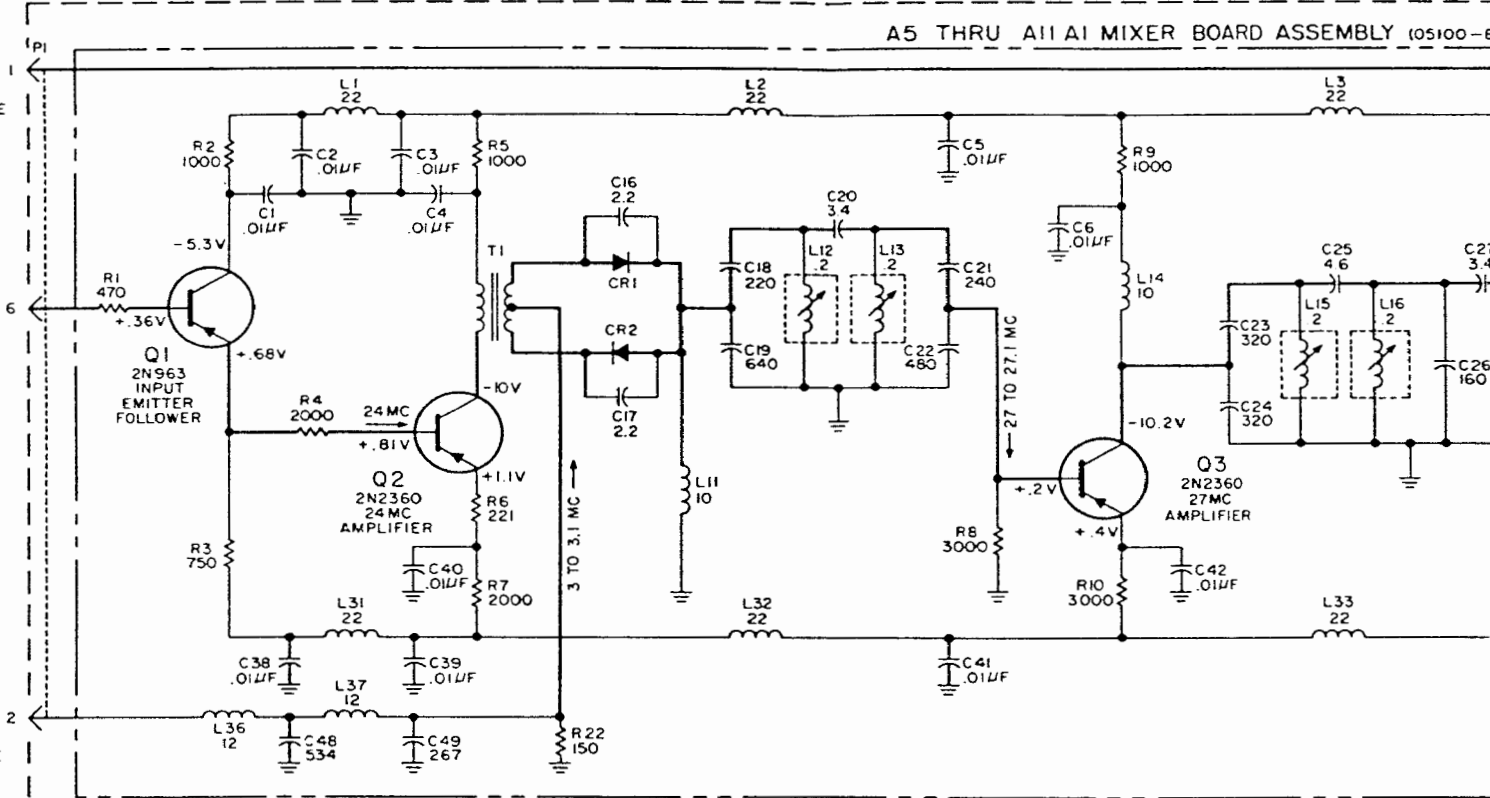 A5 THRU A11 A1 MIXER BOARD ASSEMBLY (05100-6
P1
1
E
L1
22
L2
22
L3
22
R2
1000
C2
.01UF
C3
.01UF
R5
1000
C5
.01UF
R9
1000
C1
.01UF
C4
.01UF
C16
2.2
C20
3.4
C6
.01UF
-5.3V
T1
CR1
C18
220
L12
.2
L13
.2
C21
240
L14
10
C25
4.6
C27
3.4
R1
470
6
+.36V
CR2
L15
.2
L16
.2
C23
320
Q1
2N963
INPUT
EMITTER
FOLLOWER
+.68V
C19
640
C22
480
C26
160
-10V
R4
2000
24MC
C17
2.2
C24
320
+.81V
27 TO 27.1 MC
-10.2V
Q2
2N2360
24MC
AMPLIFIER
+1.1V
R6
221
L11
10
+.2V
Q3
2N2360
27MC
AMPLIFIER
+.4V
R3
750
3 TO 3.1 MC
R8
3000
C40
.01UF
R7
2000
R10
3000
C42
.01UF
L31
22
L32
22
L33
22
C38
.01UF
C39
.01UF
C41
.01UF
L37
12
2
L36
12
C48
534
C49
267
R22
150